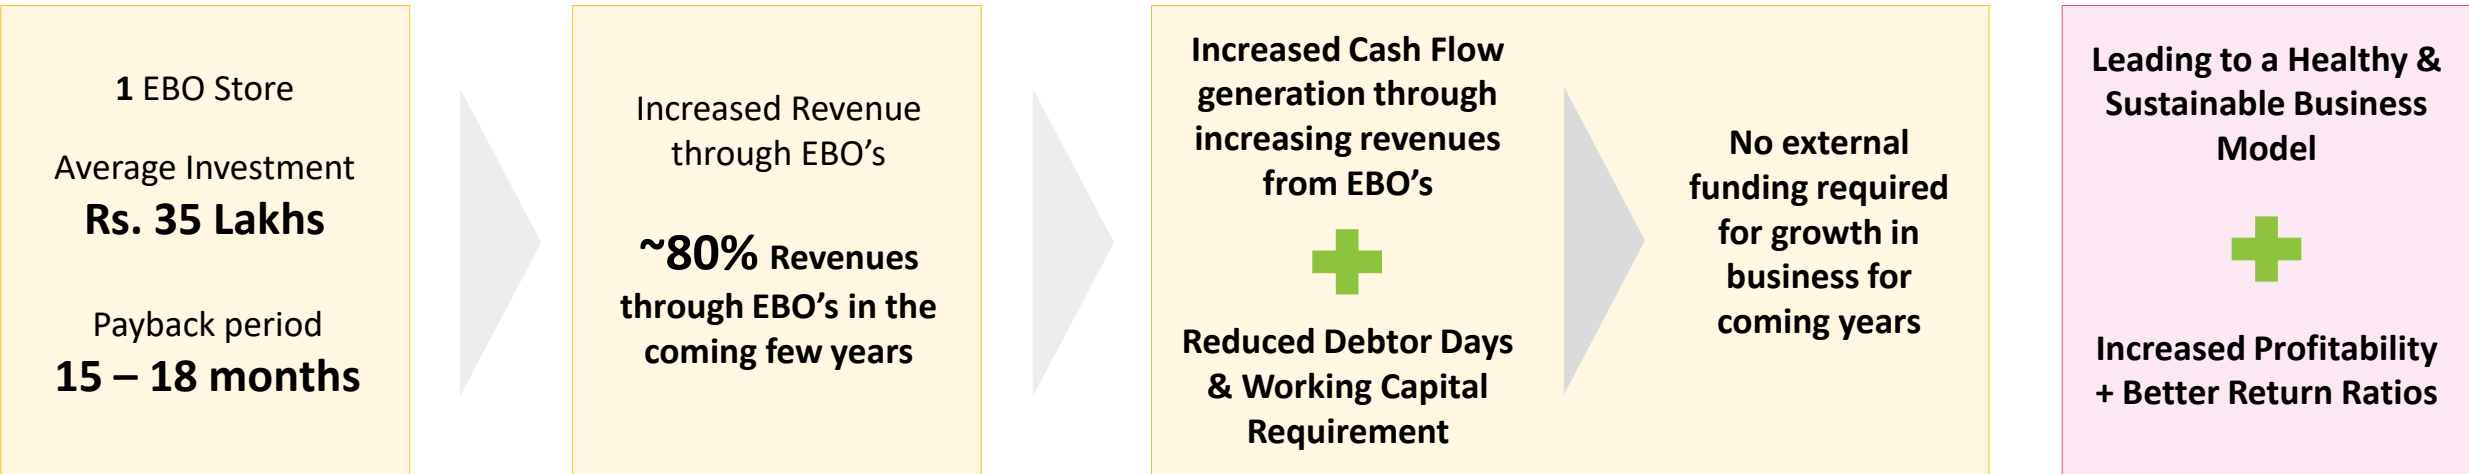 1 EBO Store
Average Investment
Rs. 35 Lakhs
Payback period
15 – 18 months
Increased Revenue
through EBO’s
~80% Revenues
through EBO’s in the
coming few years
Increased Cash Flow
generation through
increasing revenues
from EBO’s
Reduced Debtor Days
& Working Capital
Requirement
No external
funding required
for growth in
business for
coming years
Leading to a Healthy &
Sustainable Business
Model
Increased Profitability
+ Better Return Ratios